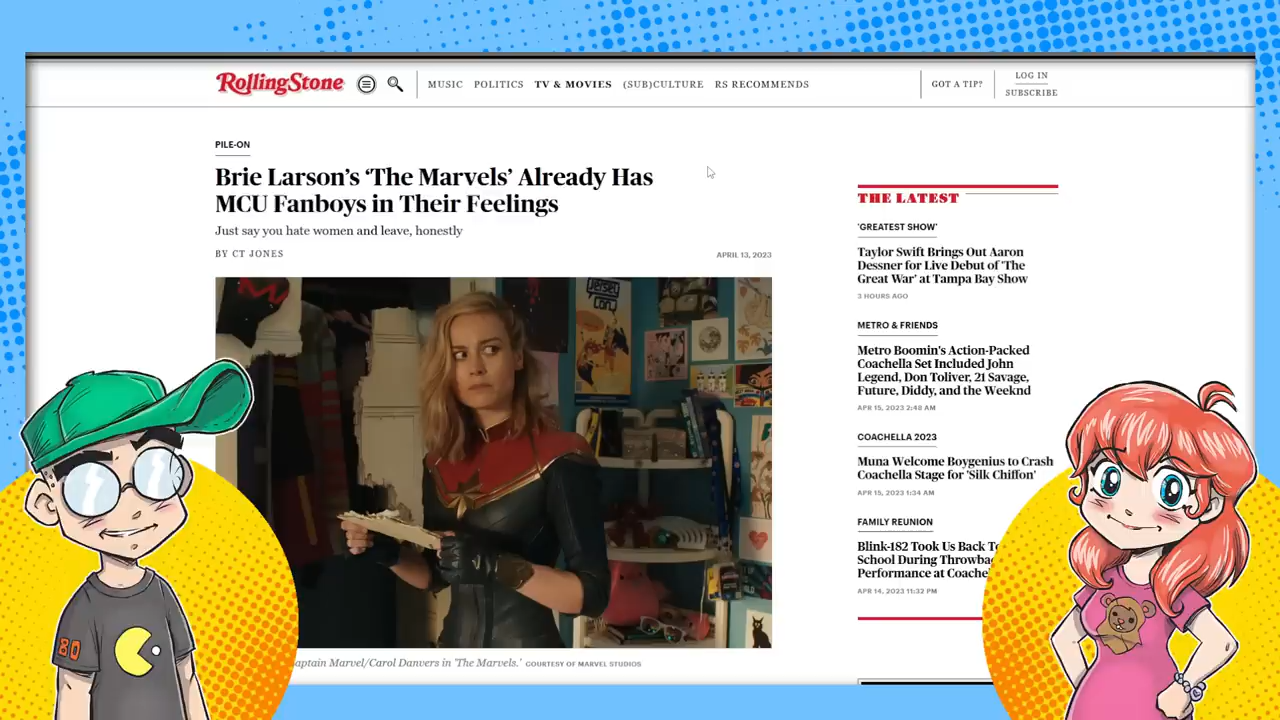 RollingStone
MUSIC POLITICS TV & MOVIES (SUB)CULTURE RS RECOMMENDS
GOT A TIP?
LOG IN
SUBSCRIBE
PILE-ON
Brie Larson's ‘The Marvels’ Already Has
MCU Fanboys in Their Feelings
Just say you hate women and leave, honestly
BY CT JONES
APRIL 13, 2023
aptain Marvel/Carol Danvers in 'The Marvels.' COURTESY OF MARVEL STUDIOS
THE LATEST
'GREATEST SHOW'
Taylor Swift Brings Out Aaron
Dessner for Live Debut of 'The
Great War' at Tampa Bay Show
3 HOURS AGO
METRO & FRIENDS
Metro Boomin's Action-Packed
Coachella Set Included John
Legend, Don Toliver, 21 Savage,
Future, Diddy, and the Weeknd
APR 15, 2023 2:48 AM
COACHELLA 2023
Muna Welcome Boygenius to Crash
Coachella Stage for 'Silk Chiffon'
APR 15, 2023 1:34 AM
FAMILY REUNION
Blink-182 Took Us Back T
School During Throwba
Performance at Coache
APR 14, 2023 11:32 PM
80